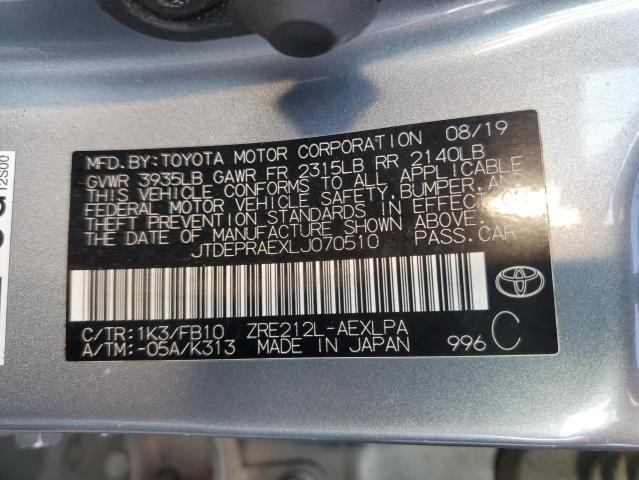 MFD.BY:TOYOTA MOTOR CORPORATION 08/19
GVWR 3935LB GAWR FR 2315LB RR 2140LB
THIS VEHICLE CONFORMS TO ALL APPLICABLE
FEDERAL MOTOR VEHICLE SAFETY, BUMPER, AND
THEFT PREVENTION STANDARDS IN EFFECT ON
THE DATE OF MANUFACTURE SHOWN ABOVE.
JTDEPRAEXLJ070510 PASS.CAR
C/TR:1K3/FB10 ZRE212L-AEXLPA
A/TM:-05A/K313 MADE IN JAPAN 996 C
12S00